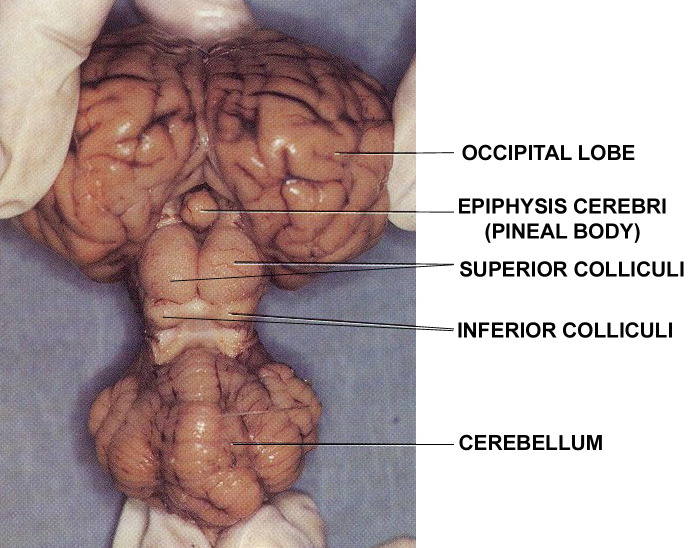 OCCIPITAL LOBE
EPIPHYSIS CEREBRI
(PINEAL BODY)
SUPERIOR COLLICULI
INFERIOR COLLICULI
CEREBELLUM